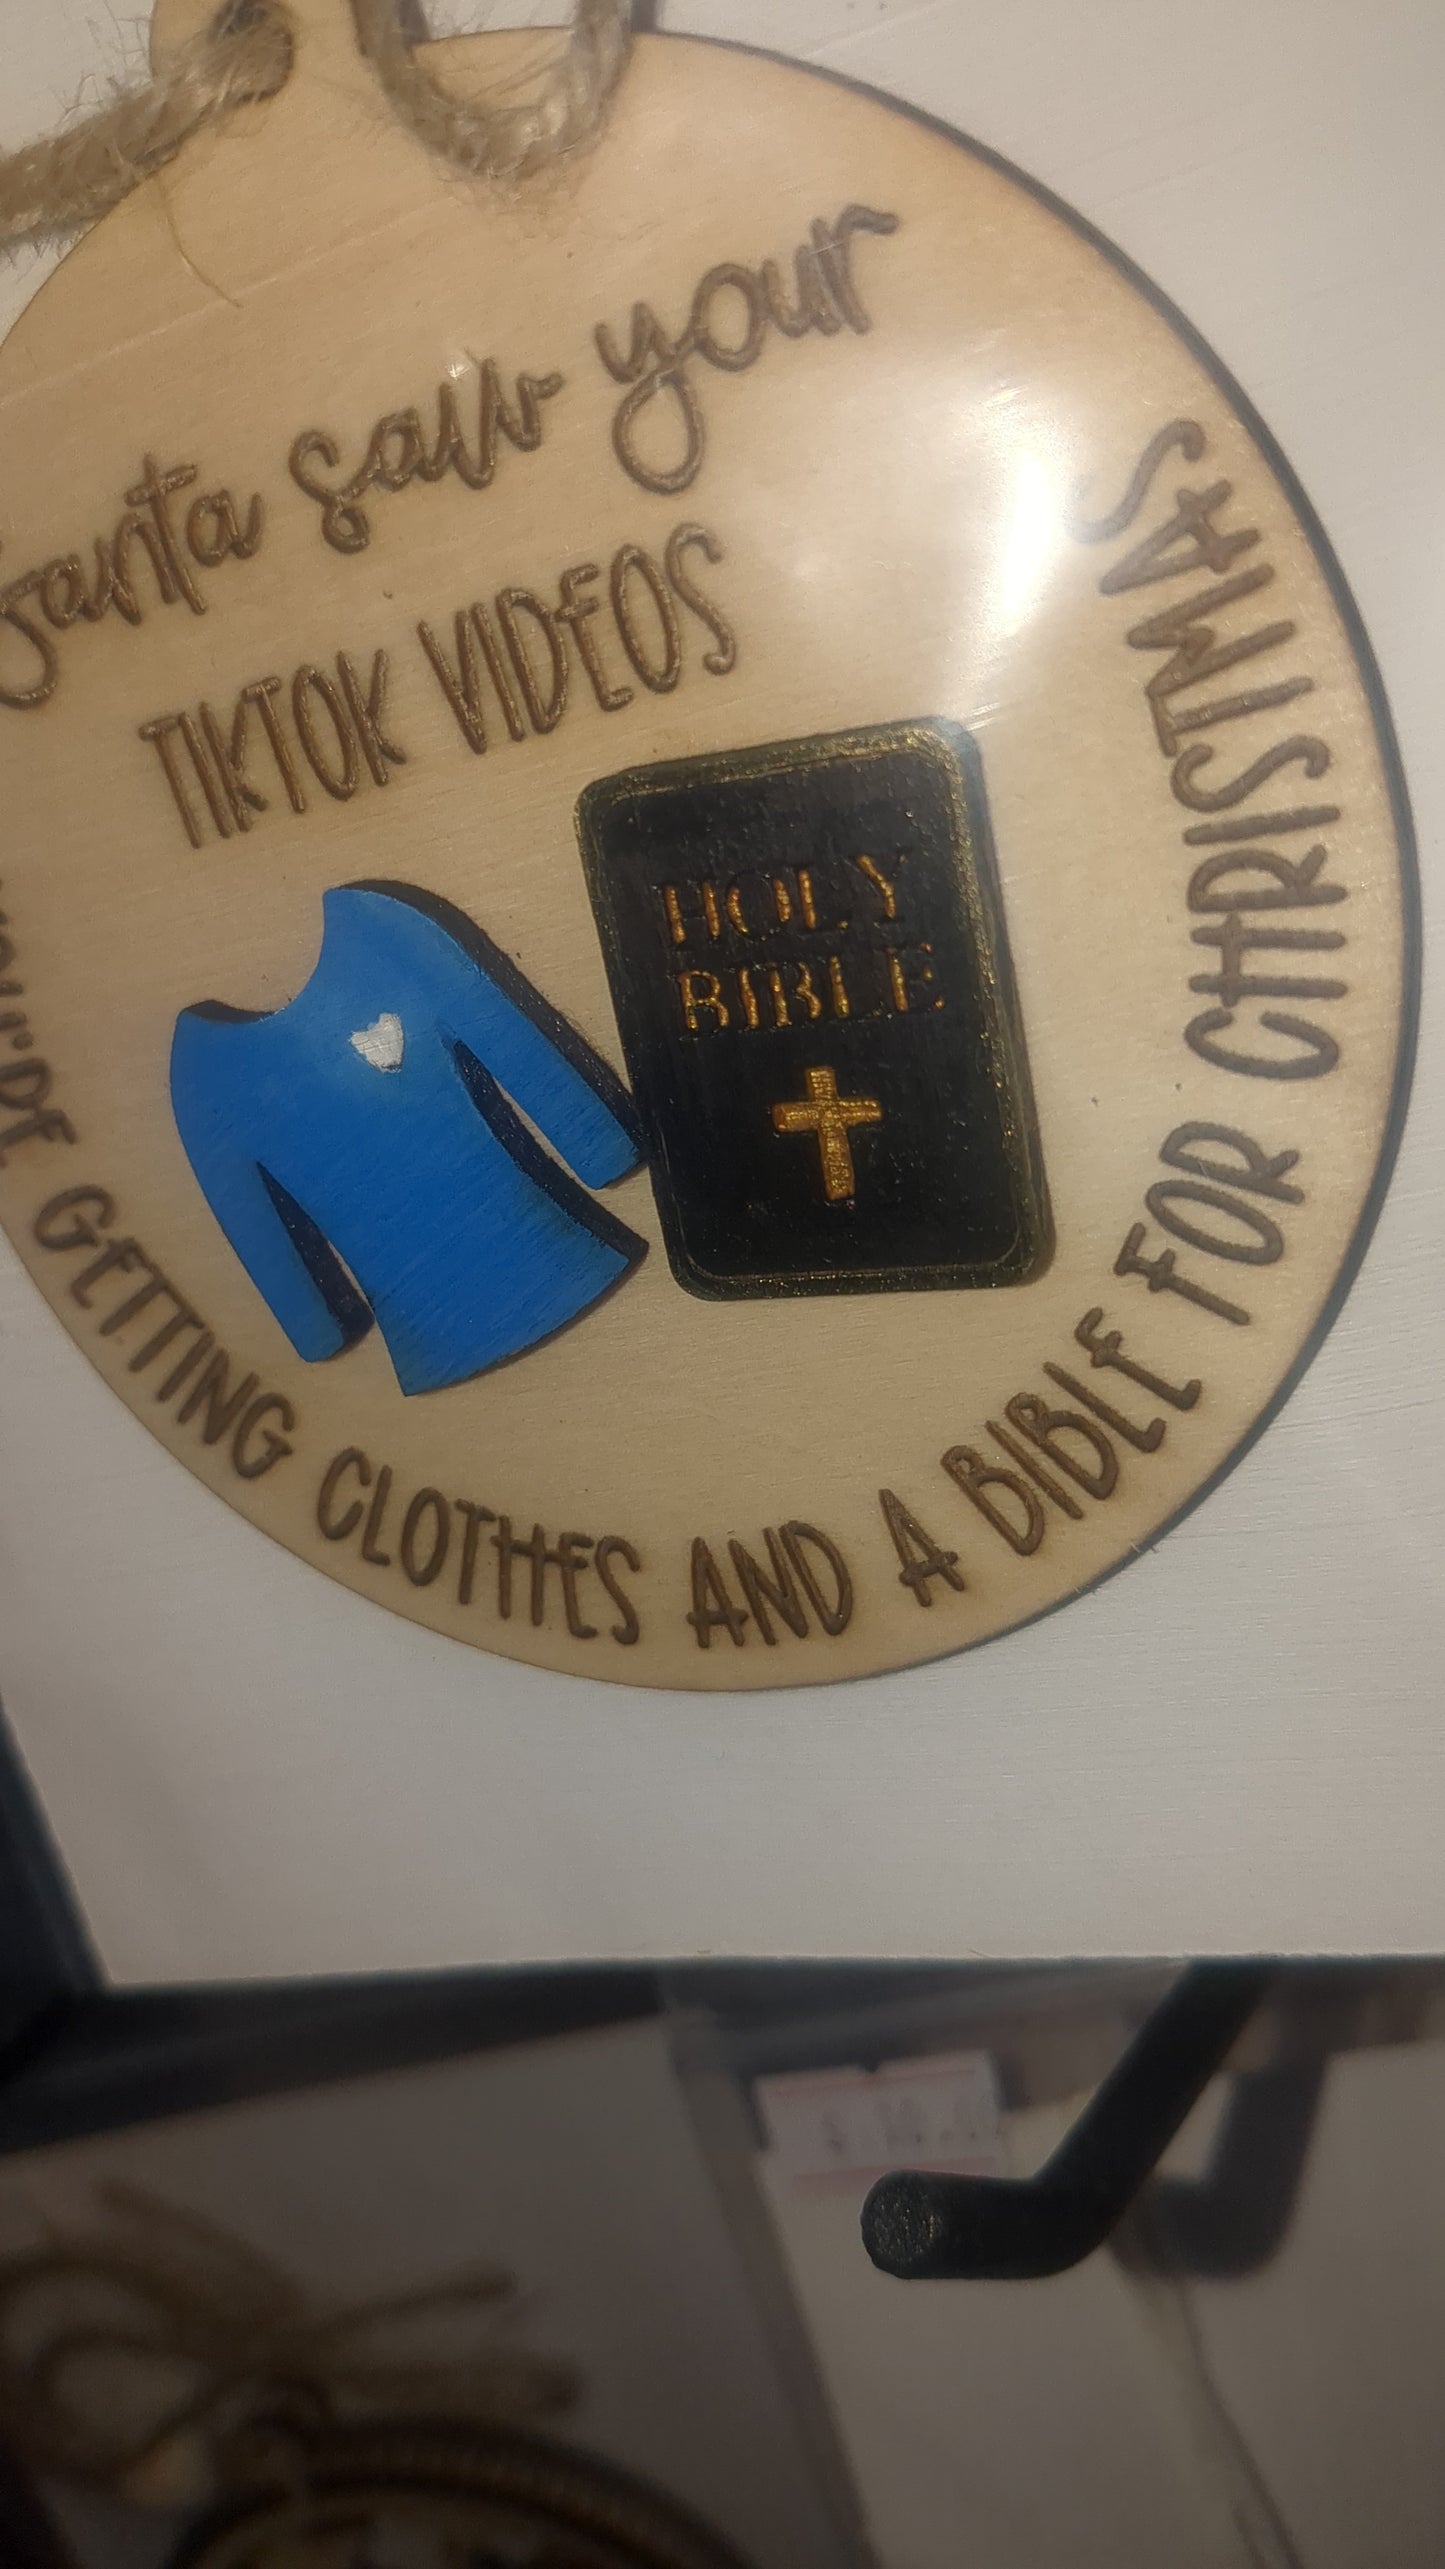 Santa saw your
TIKTOK VIDEOS
GETTING CLOTHES AND A BIBLE FOR CHRISTMAS
HOLY
BIBLE